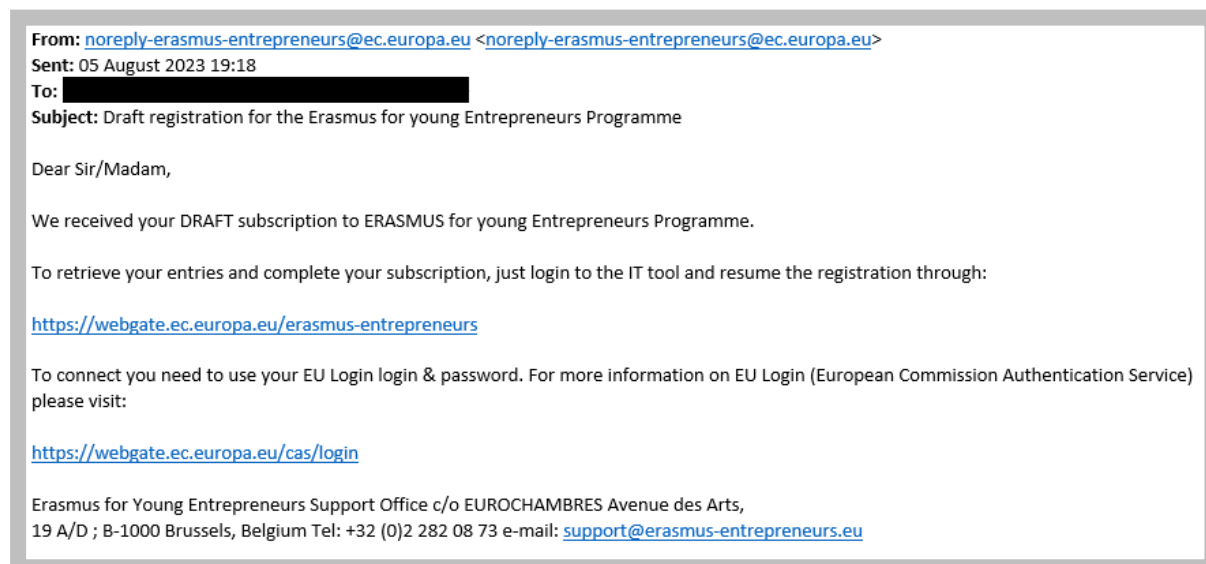 From: noreply-erasmus-entrepreneurs@ec.europa.eu <noreply-erasmus-entrepreneurs@ec.europa.eu>
Sent: 05 August 2023 19:18
To:
Subject: Draft registration for the Erasmus for young Entrepreneurs Programme
Dear Sir/Madam,
We received your DRAFT subscription to ERASMUS for young Entrepreneurs Programme.
To retrieve your entries and complete your subscription, just login to the IT tool and resume the registration through:
https://webgate.ec.europa.eu/erasmus-entrepreneurs
To connect you need to use your EU Login login & password. For more information on EU Login (European Commission Authentication Service)
please visit:
https://webgate.ec.europa.eu/cas/login
Erasmus for Young Entrepreneurs Support Office c/o EUROCHAMBRES Avenue des Arts,
19 A/D ; B-1000 Brussels, Belgium Tel: +32 (0)2 282 08 73 e-mail: support@erasmus-entrepreneurs.eu